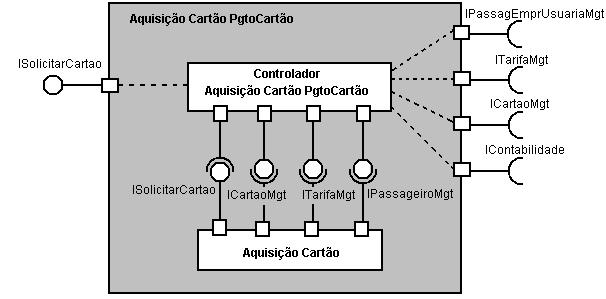 Aquisição Cartão PgtoCartão
IPassagEmprUsuariaMgt
ISolicitarCartao
ITarifaMgt
Controlador
Aquisição Cartão PgtoCartão
ICartaoMgt
IContabilidade
ISolicitarCartao
ICartaoMgt
ITarifaMgt
IPassageiroMgt
Aquisição Cartão